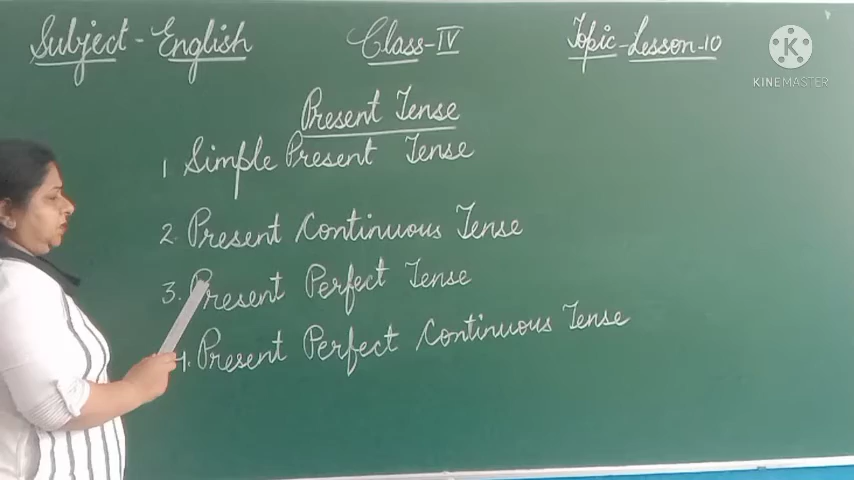 Subject - English Class - IV Topic - Lesson - 10
KINEMASTER
Present Tense
1 Simple Present Tense
2. Present Continuous Tense
3. Present Perfect Tense
4. Present Perfect Continuous Tense